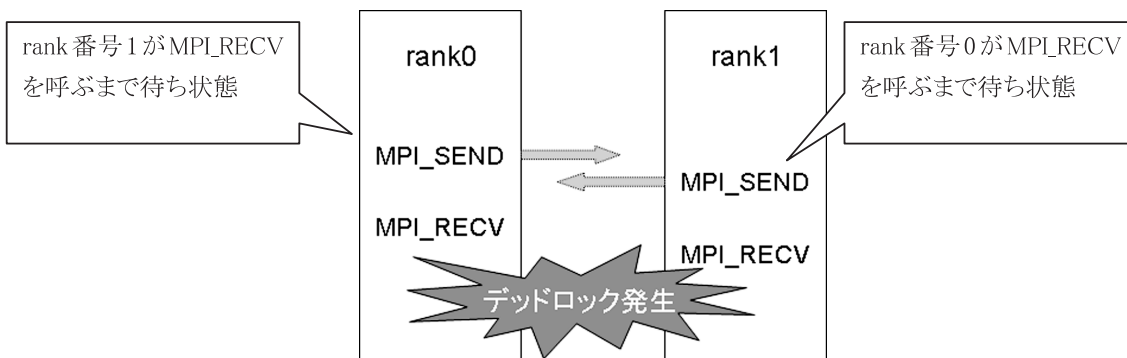 rank番号1がMPI_RECV
を呼ぶまで待ち状態
rank0
MPI_SEND
MPI_RECV
rank1
MPI_SEND
MPI_RECV
rank番号0がMPI_RECV
を呼ぶまで待ち状態
デッドロック発生